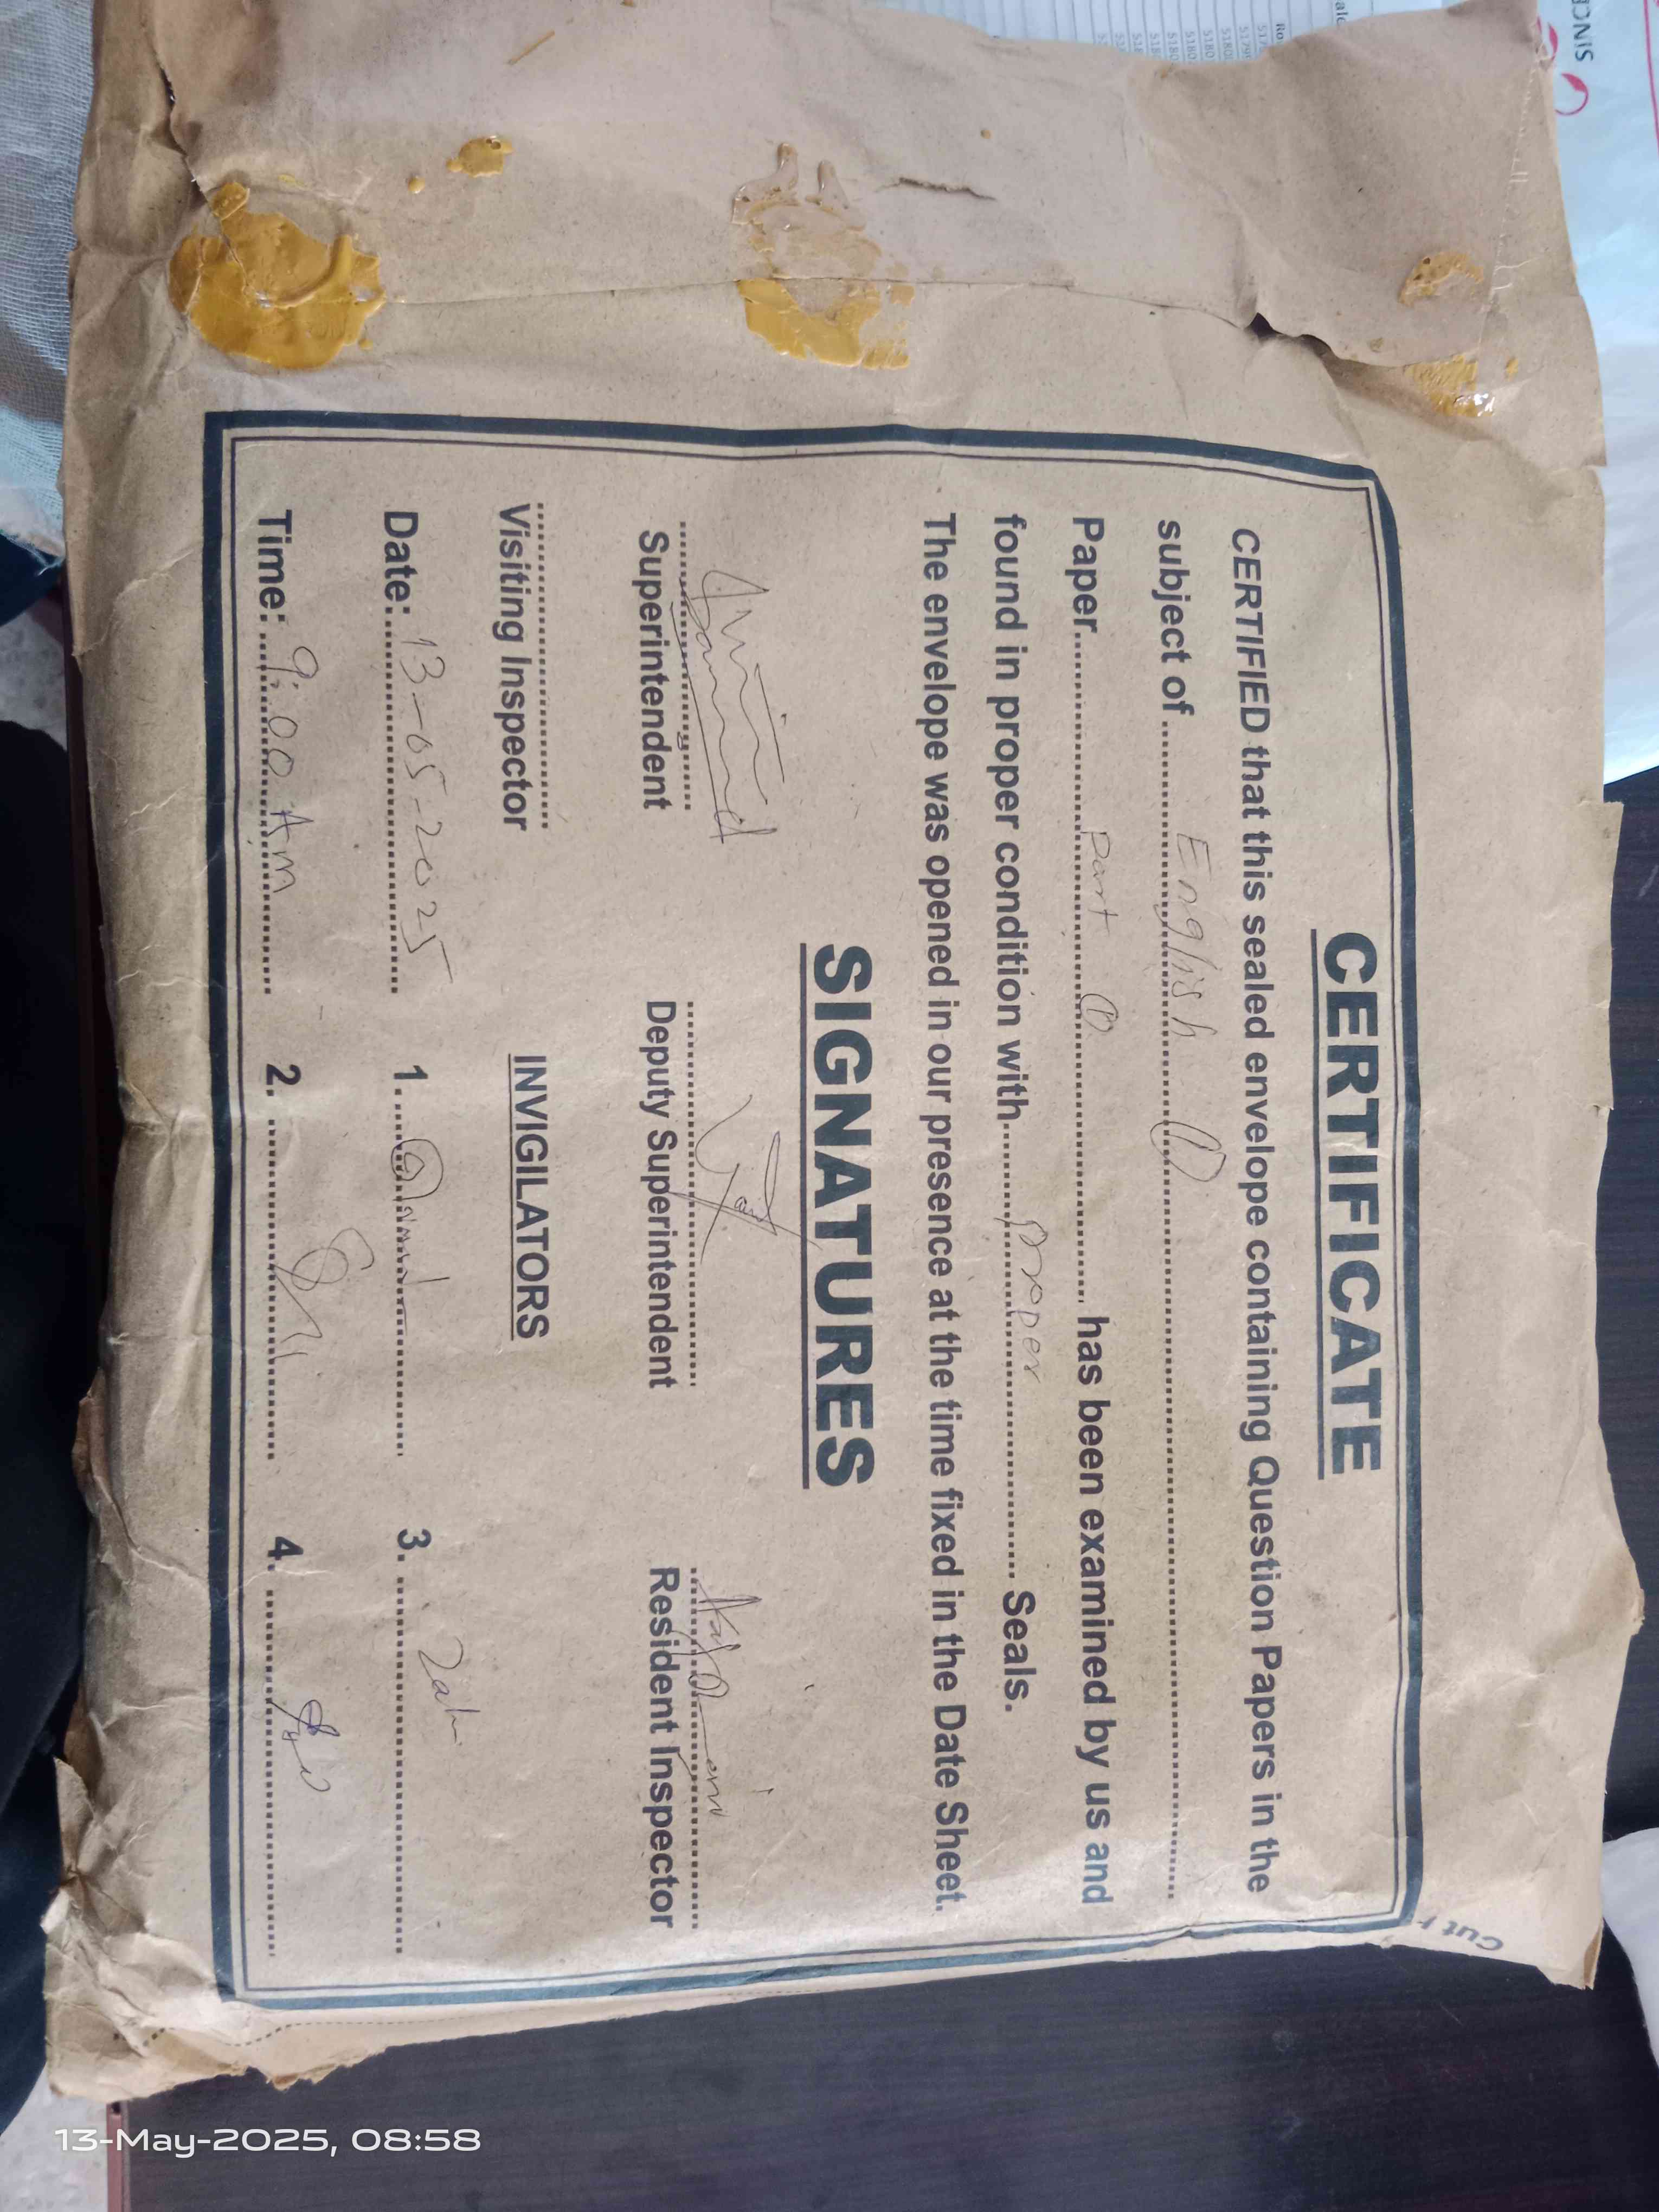 CERTIFICATE
CERTIFIED that this sealed envelope containing Question Papers in the
subject of .......... English (1) ..........
Paper .......... part (1) .......... has been examined by us and
found in proper condition with .......... proper .......... Seals.
The envelope was opened in our presence at the time fixed in the Date Sheet.
SIGNATURES
Superintendent Deputy Superintendent Resident Inspector
Visiting Inspector INVIGILATORS
Date: 13-05-2025 1. 3.
Time: 9:00 Am 2. 4.
13-May-2025, 08:58